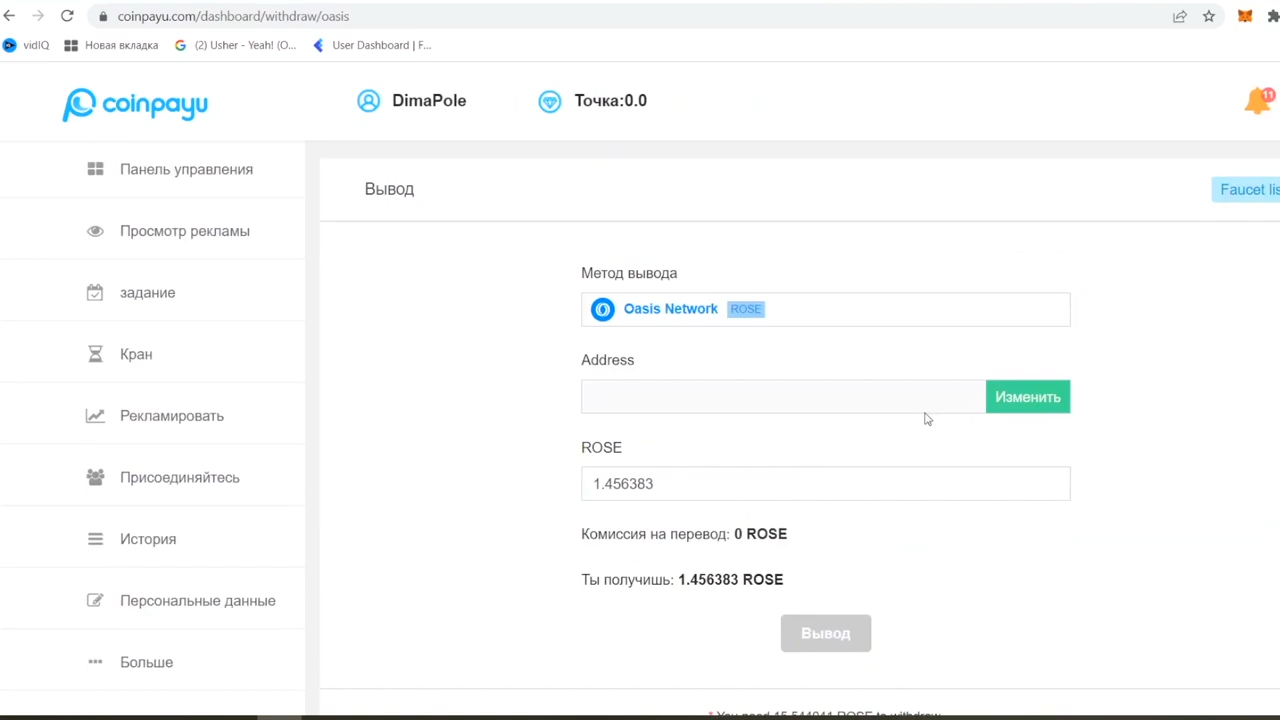 coinpayu.com/dashboard/withdraw/oasis
vidIQ Новая вкладка (2) Usher - Yeah! (O... User Dashboard | F...
coinpayu DimaPole Точка:0.0 11
Панель управления
Вывод
Faucet lis
Просмотр рекламы
Метод вывода
задание
Oasis Network ROSE
Кран
Address
Изменить
Рекламировать
ROSE
Присоединяйтесь
1.456383
История
Комиссия на перевод: 0 ROSE
Ты получишь: 1.456383 ROSE
Персональные данные
Вывод
Больше